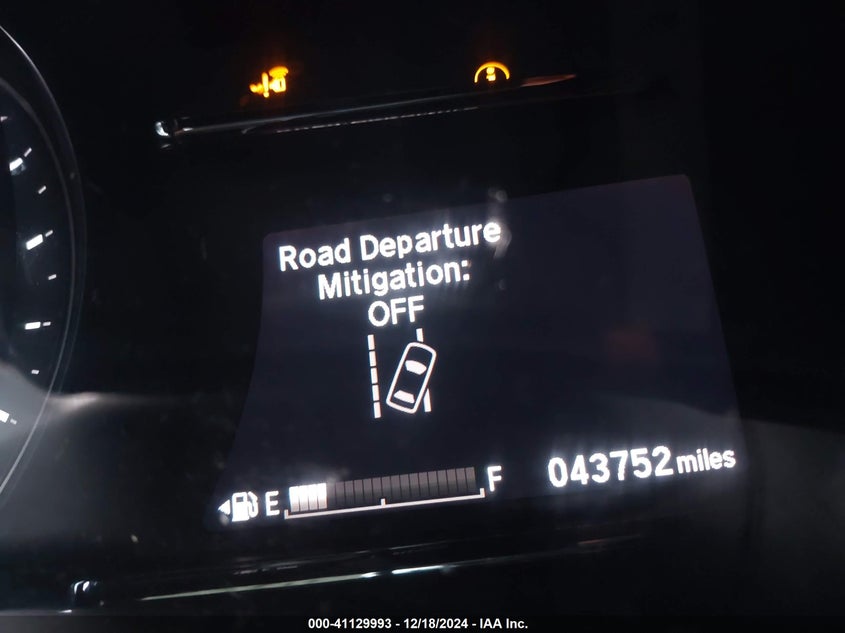 Road Departure
Mitigation:
OFF
E F 043752 miles
000-41129993 - 12/18/2024 - IAA Inc.